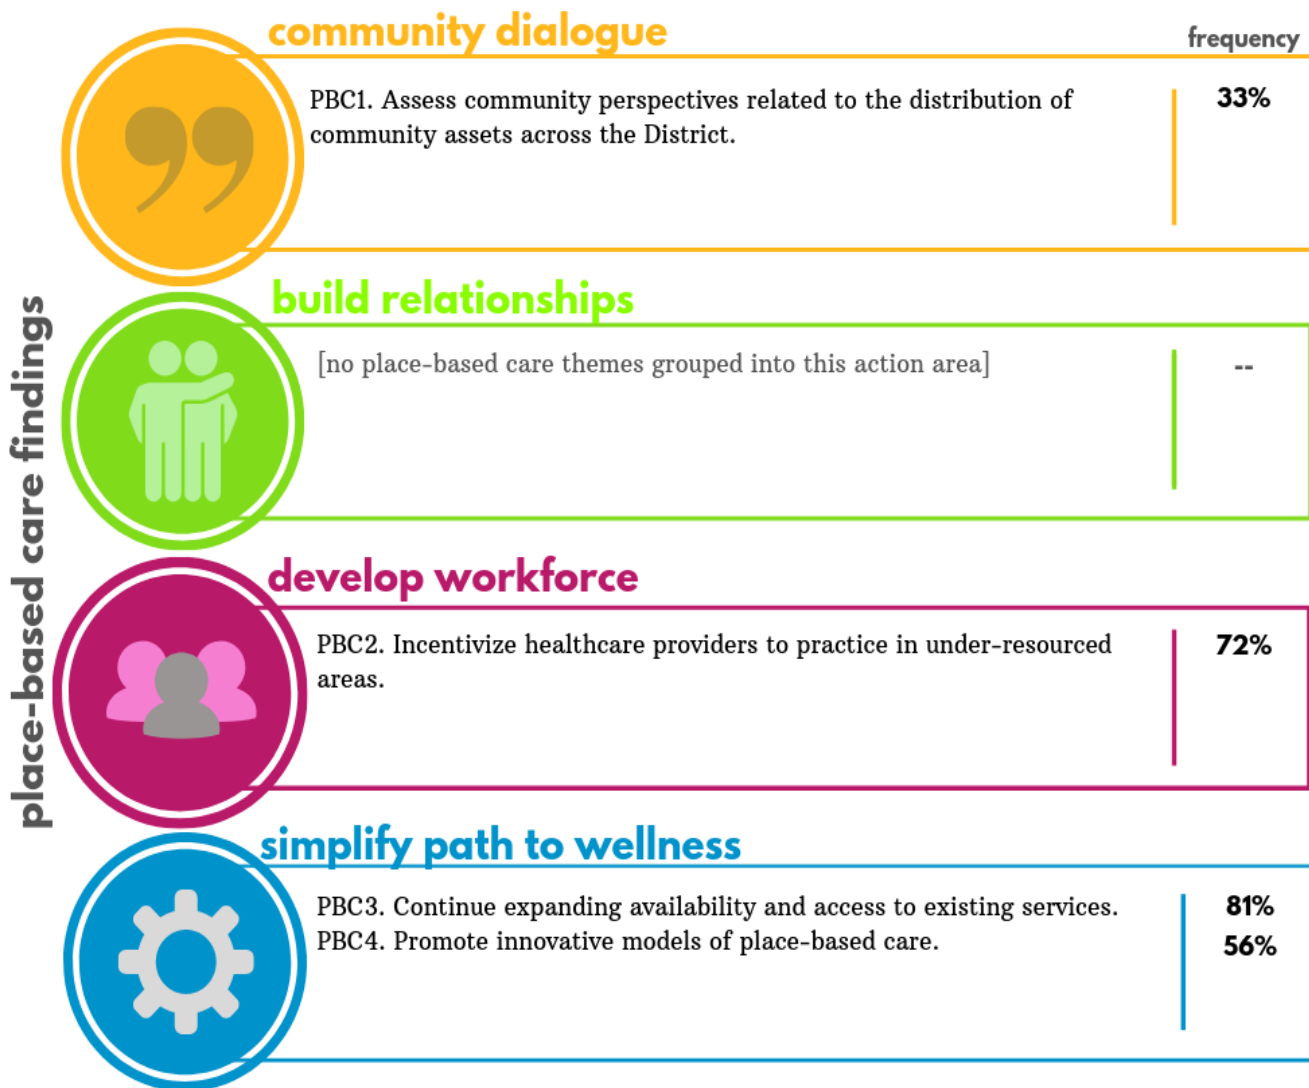 place-based care findings
community dialogue
frequency
PBC1. Assess community perspectives related to the distribution of
community assets across the District.
33%
build relationships
[no place-based care themes grouped into this action area]
--
develop workforce
PBC2. Incentivize healthcare providers to practice in under-resourced
areas.
72%
simplify path to wellness
PBC3. Continue expanding availability and access to existing services.
81%
PBC4. Promote innovative models of place-based care.
56%